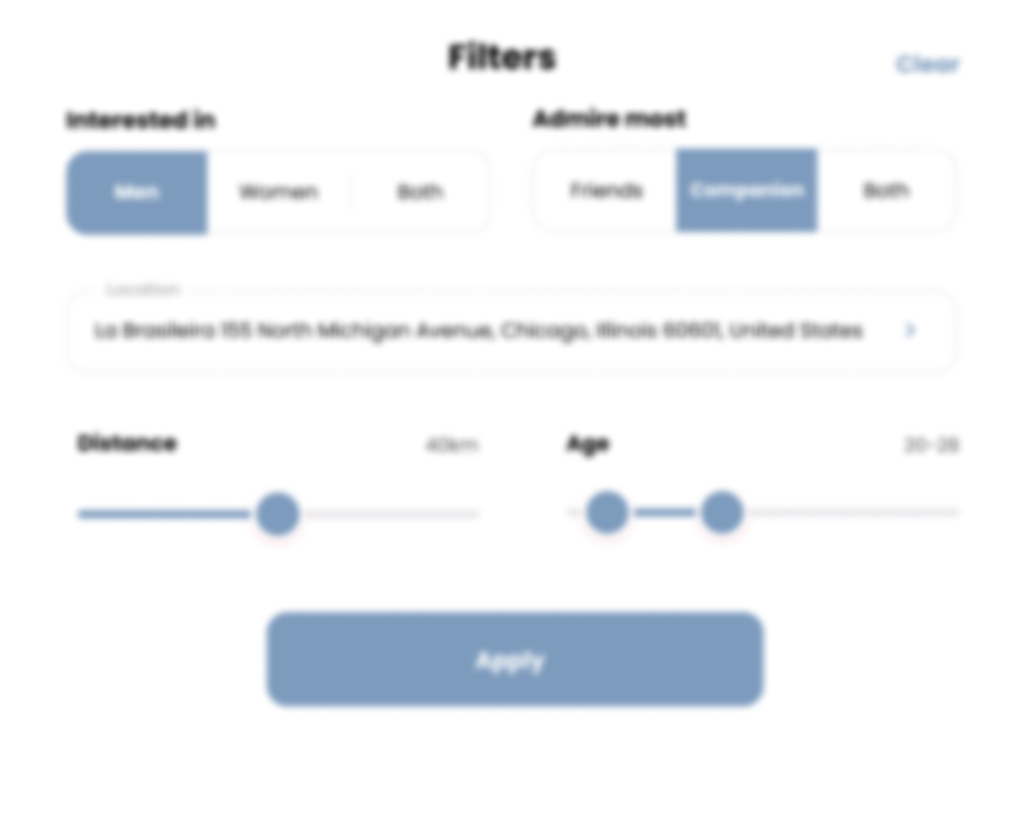 Filters
Clear
Interested in
Admire most
Men Women Both
Friends Companion Both
Location
La Brasileira 155 North Michigan Avenue, Chicago, Illinois 60601, United States
Distance 40km
Age 20-28
Apply